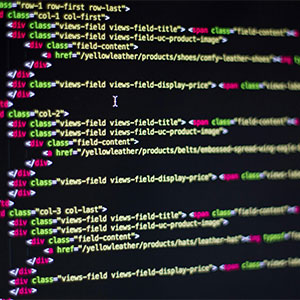 class="row-1 row-first row-last">
class="col-1 col-first">
<div class="views-field views-field-title"> <span class="field-content"
<div class="views-field views-field-uc-product-image">
<div class="field-content">
<a href="/yellowleather/products/shoes/comfy-leather-shoes"
</div>
</div>
<div class="views-field views-field-display-price"> <span class=
</div>
class="col-2">
<div class="views-field views-field-title"> <span class="field-content"
<div class="views-field views-field-uc-product-image">
<div class="field-content">
<a href="/yellowleather/products/belts/embossed-spread-wing-eagle
</div>
</div>
<div class="views-field views-field-display-price"> <span class=
</div>
class="col-3 col-last">
<div class="views-field views-field-title"> <span class="field-content"
<div class="views-field views-field-uc-product-image">
<div class="field-content">
<a href="/yellowleather/products/hats/leather-hat"> <img typeof=
</div>
</div>
<div class="views-field views-field-display-price"> <span class=
</div>